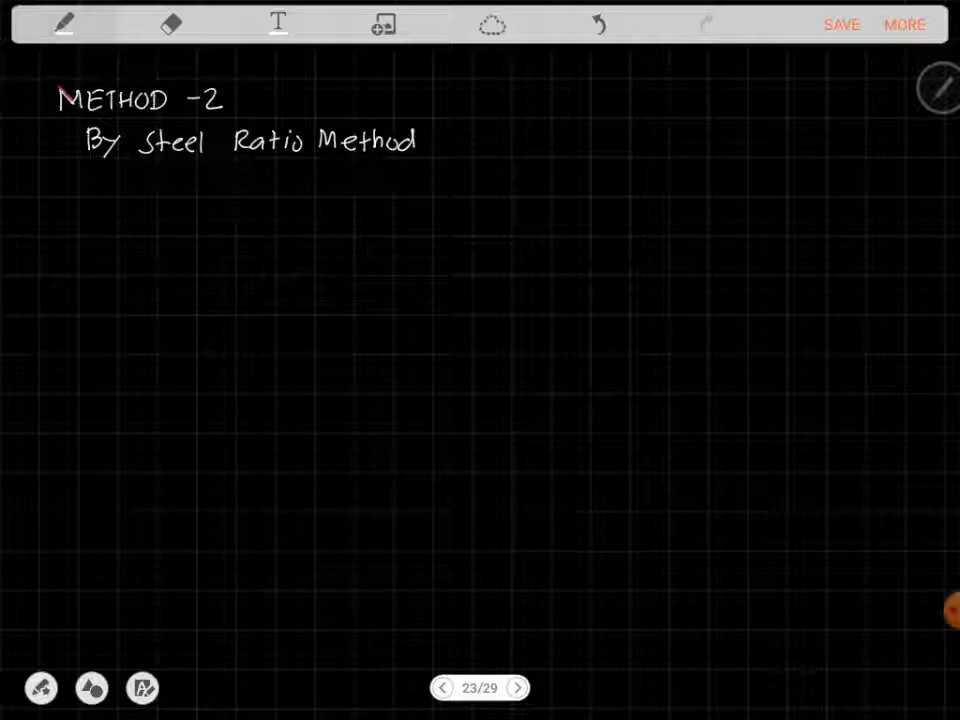 T
SAVE MORE
METHOD -2
By Steel Ratio Method
A
23/29